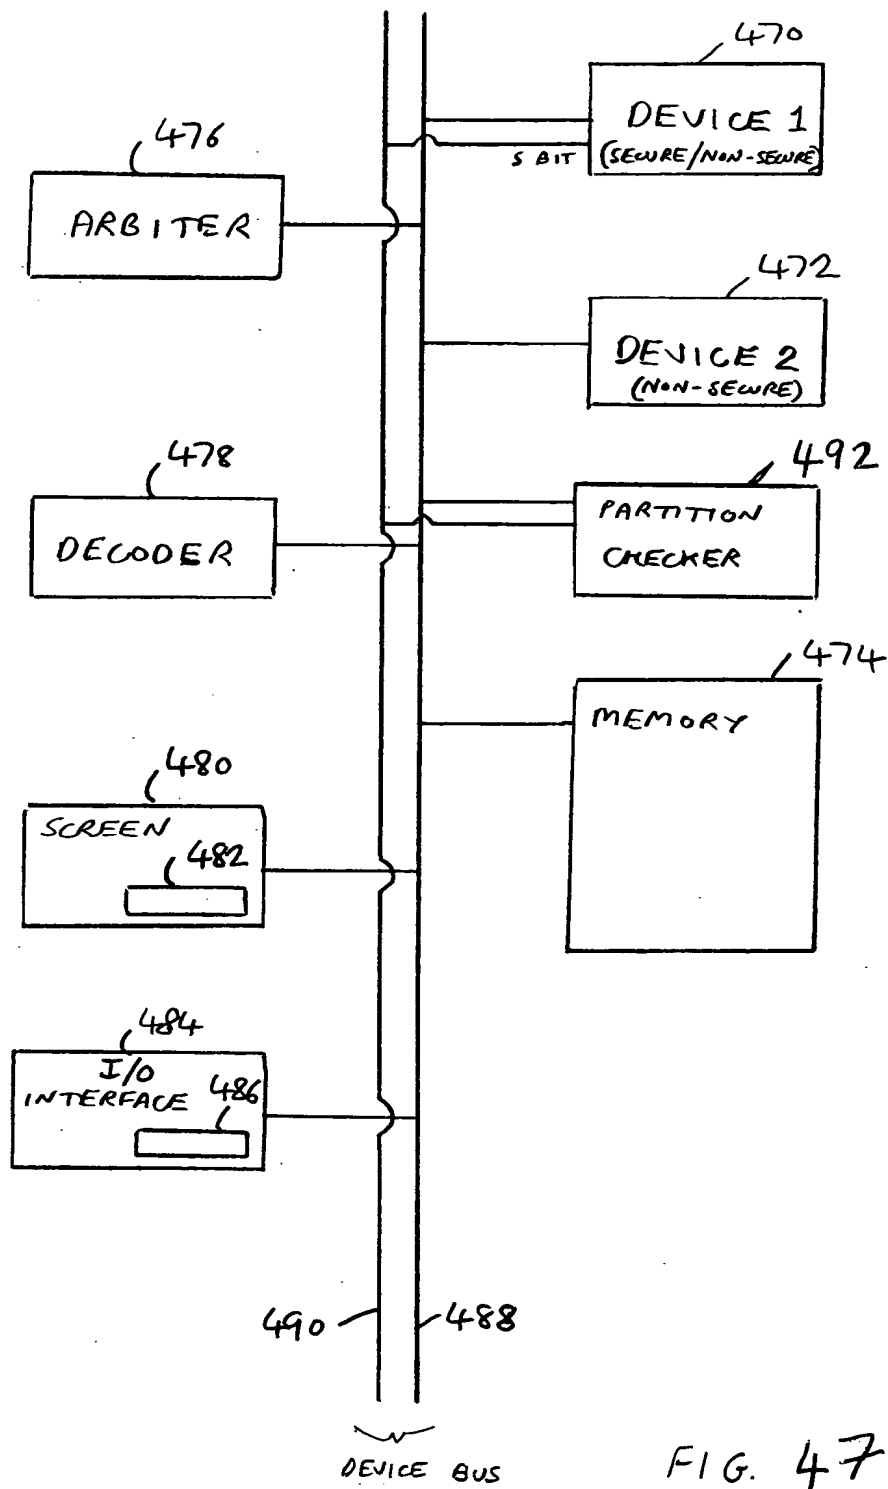 470
DEVICE 1
(SECURE/NON-SECURE)
S BIT
476
ARBITER
472
DEVICE 2
(NON-SECURE)
478
DECODER
492
PARTITION
CHECKER
474
MEMORY
480
SCREEN
482
484
I/O
INTERFACE
486
490
488
DEVICE BUS
FIG. 47